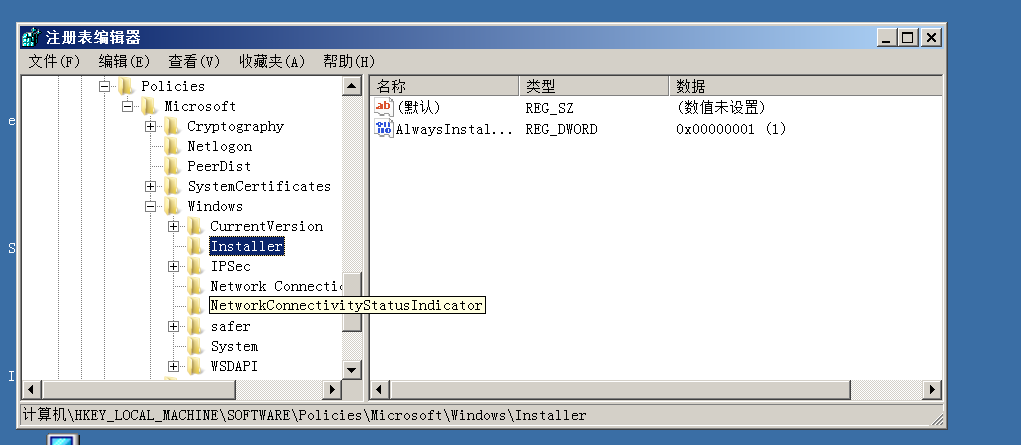 注册表编辑器
文件(F) 编辑(E) 查看(V) 收藏夹(A) 帮助(H)
Policies
Microsoft
Cryptography
Netlogon
PeerDist
SystemCertificates
Windows
CurrentVersion
Installer
IPSec
Network Connectic
NetworkConnectivityStatusIndicator
safer
System
WSDAPI
名称 类型 数据
ab (默认) REG_SZ (数值未设置)
AlwaysInstal... REG_DWORD 0x00000001 (1)
计算机\HKEY_LOCAL_MACHINE\SOFTWARE\Policies\Microsoft\Windows\Installer
e
S
I